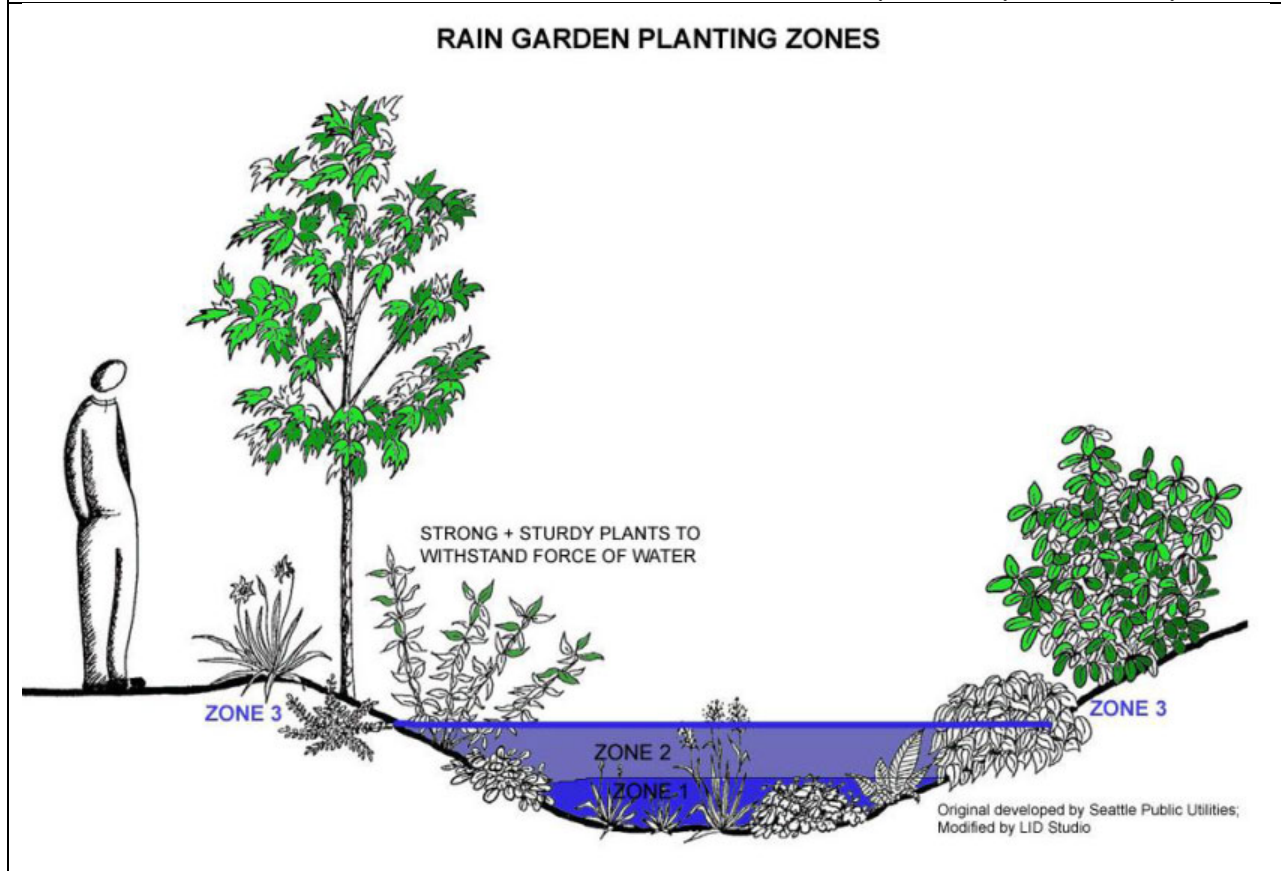 RAIN GARDEN PLANTING ZONES
STRONG + STURDY PLANTS TO
WITHSTAND FORCE OF WATER
ZONE 3
ZONE 3
ZONE 2
ZONE 1
Original developed by Seattle Public Utilities;
Modified by LID Studio